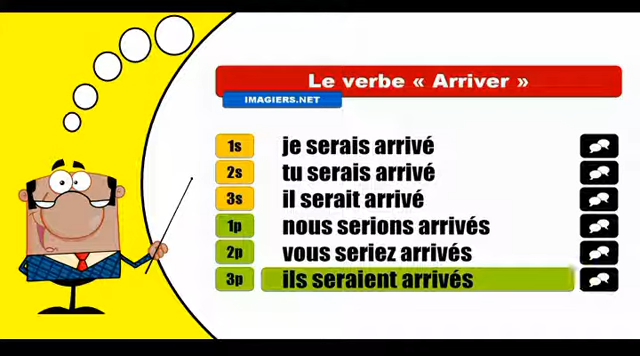 Le verbe « Arriver »
IMAGIERS.NET
1s je serais arrivé
2s tu serais arrivé
3s il serait arrivé
1p nous serions arrivés
2p vous seriez arrivés
3p ils seraient arrivés